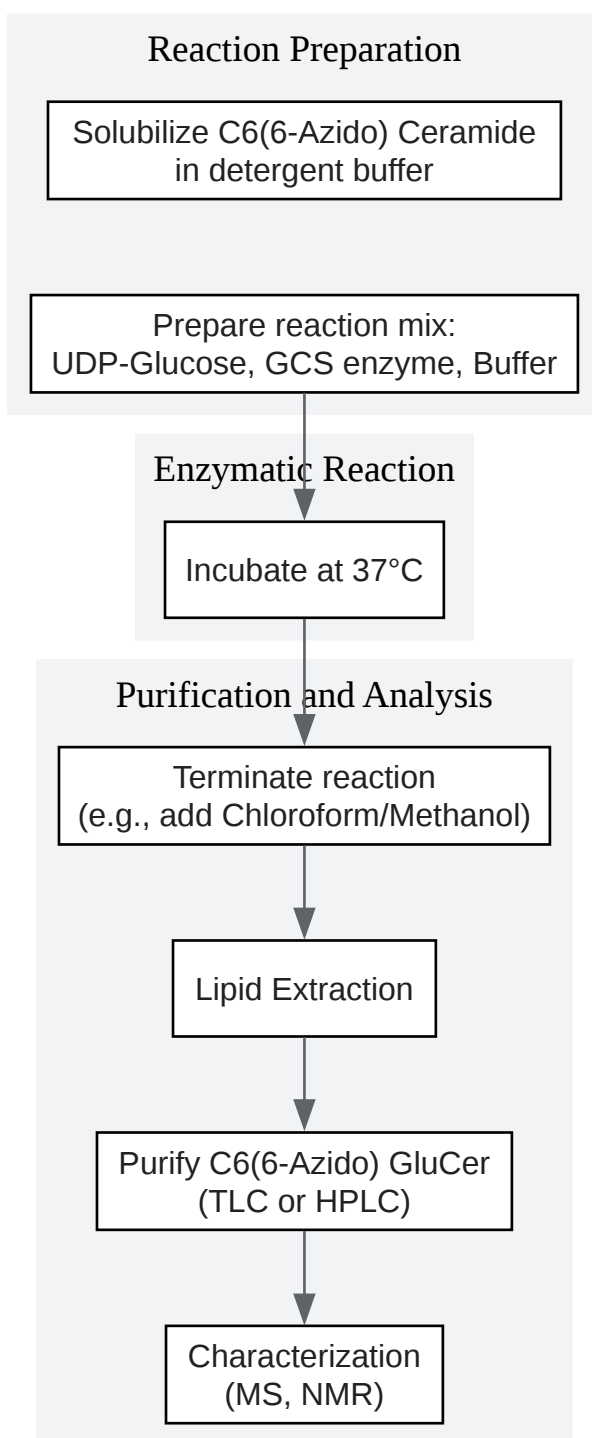 Reaction Preparation
Solubilize C6(6-Azido) Ceramide
in detergent buffer
Prepare reaction mix:
UDP-Glucose, GCS enzyme, Buffer
Enzymatic Reaction
Incubate at 37°C
Purification and Analysis
Terminate reaction
(e.g., add Chloroform/Methanol)
Lipid Extraction
Purify C6(6-Azido) GluCer
(TLC or HPLC)
Characterization
(MS, NMR)